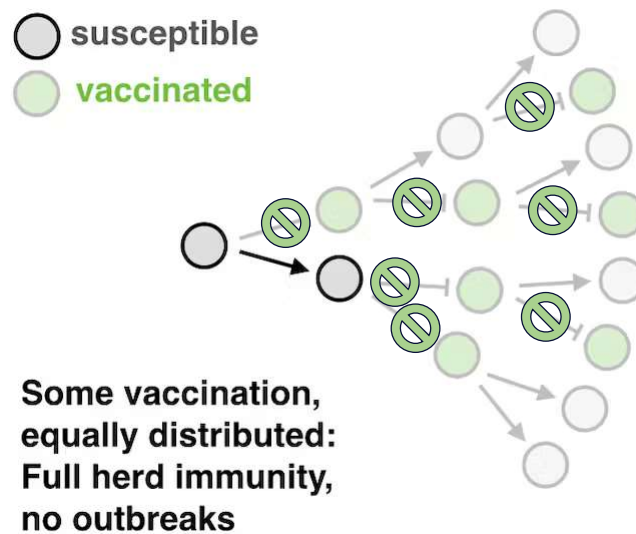 susceptible
vaccinated
Some vaccination,
equally distributed:
Full herd immunity,
no outbreaks